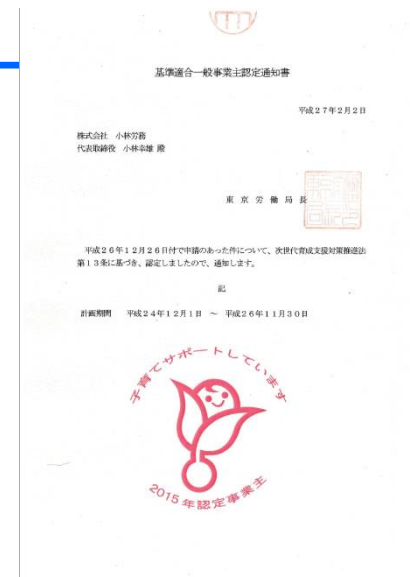 基準適合一般事業主認定通知書
平成27年2月2日
株式会社 小林労務
代表取締役 小林幸雄 殿
東京労働局長
平成26年12月26日付で申請のあった件について、次世代育成支援対策推進法
第13条に基づき、認定しましたので、通知します。
記
計画期間 平成24年12月1日 ～ 平成26年11月30日
子育てサポートしています
2015年認定事業主